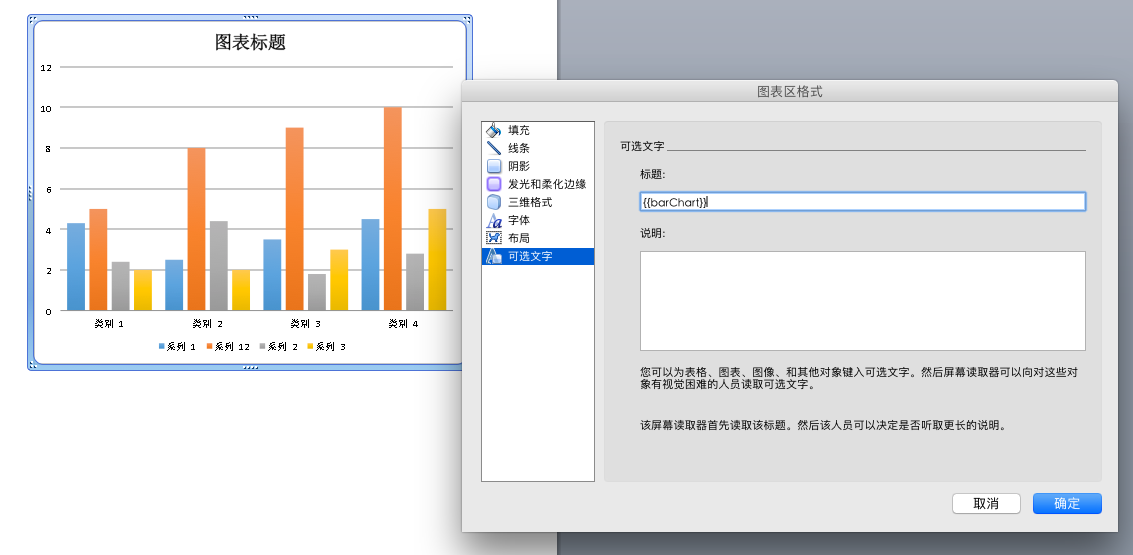 图表标题
12
10
8
6
4
2
0
类别 1 类别 2 类别 3 类别 4
系列 1 系列 12 系列 2 系列 3
图表区格式
填充
线条
阴影
发光和柔化边缘
三维格式
字体
布局
可选文字
可选文字
标题:
{{barChart}}
说明:
您可以为表格、图表、图像、和其他对象键入可选文字。然后屏幕读取器可以向对这些对
象有视觉困难的人员读取可选文字。
该屏幕读取器首先读取该标题。然后该人员可以决定是否听取更长的说明。
取消 确定